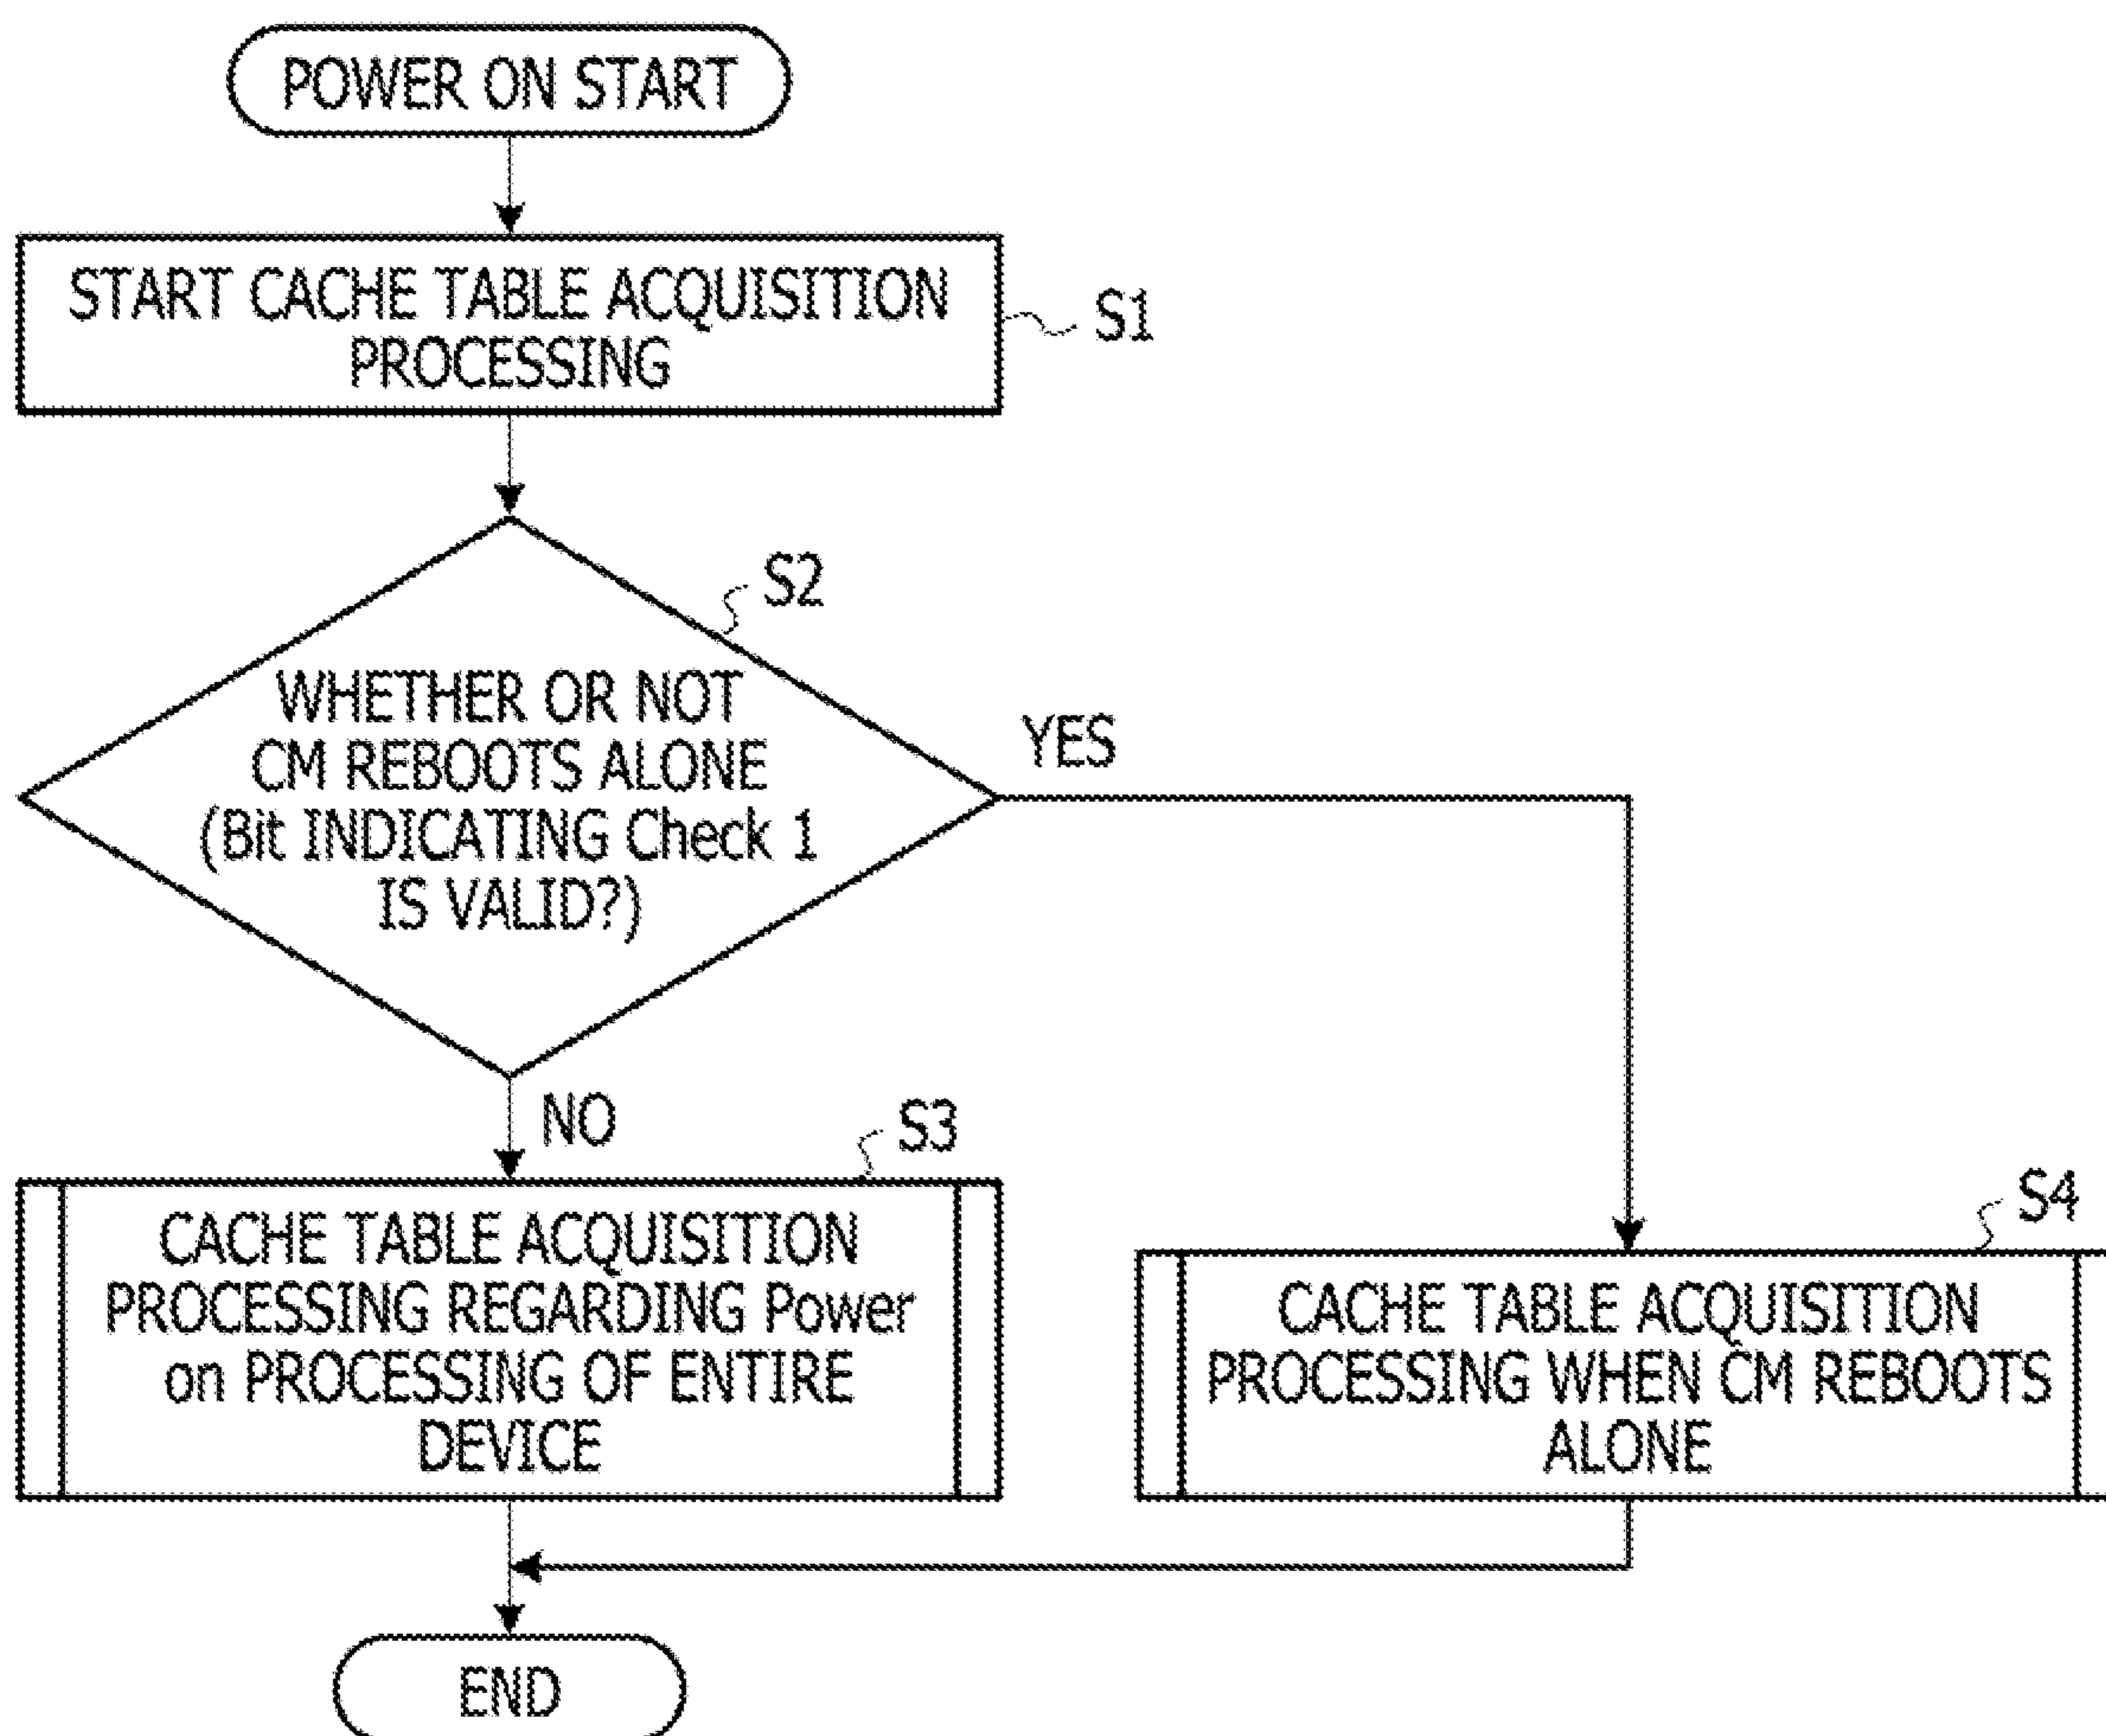 POWER ON START
START CACHE TABLE ACQUISITION
PROCESSING
S1
S2
WHETHER OR NOT
CM REBOOTS ALONE
(Bit INDICATING Check 1
IS VALID?)
YES
NO
S3
CACHE TABLE ACQUISITION
PROCESSING REGARDING Power
on PROCESSING OF ENTIRE
DEVICE
S4
CACHE TABLE ACQUISITION
PROCESSING WHEN CM REBOOTS
ALONE
END